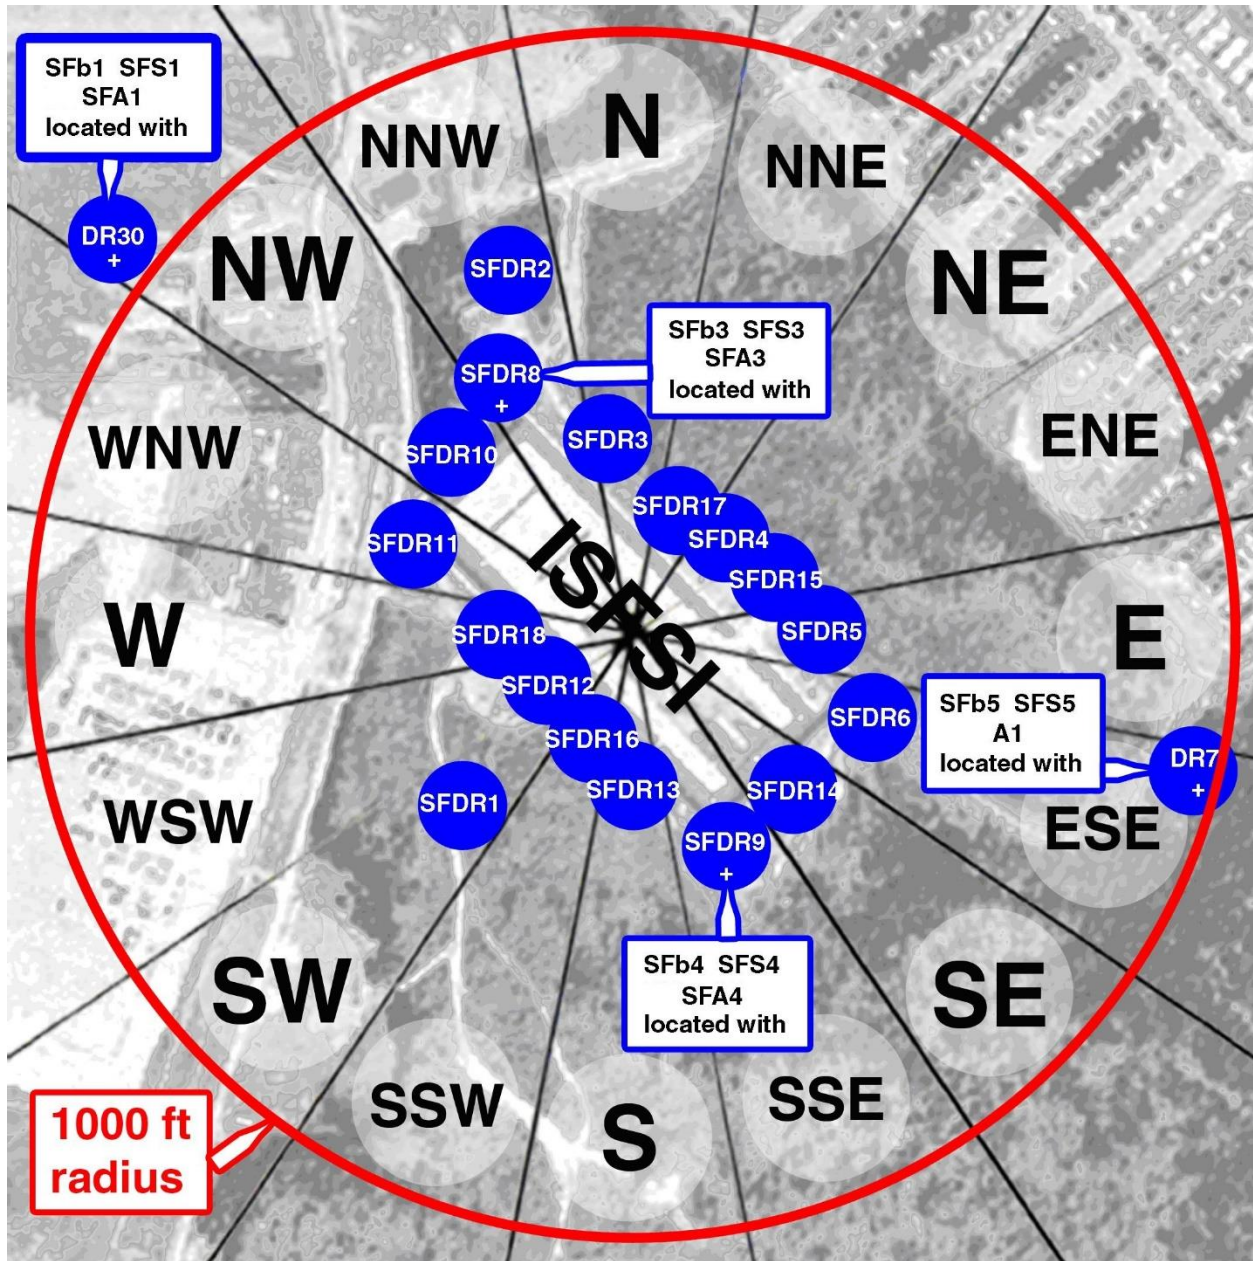 SFb1 SFS1
SFA1
located with
N
NNW
NNE
DR30
+
NW
SFDR2
NE
SFb3 SFS3
SFA3
located with
SFDR8
+
WNW
SFDR10
SFDR3
ENE
SFDR17
SFDR11
SFDR4
SFDR15
ISFSI
W
SFDR18
SFDR5
E
SFDR12
SFDR6
SFb5 SFS5
A1
located with
DR7
+
SFDR16
WSW
SFDR1
SFDR13
SFDR14
ESE
SFDR9
+
SFb4 SFS4
SFA4
located with
SW
SE
SSW
S
SSE
1000 ft
radius